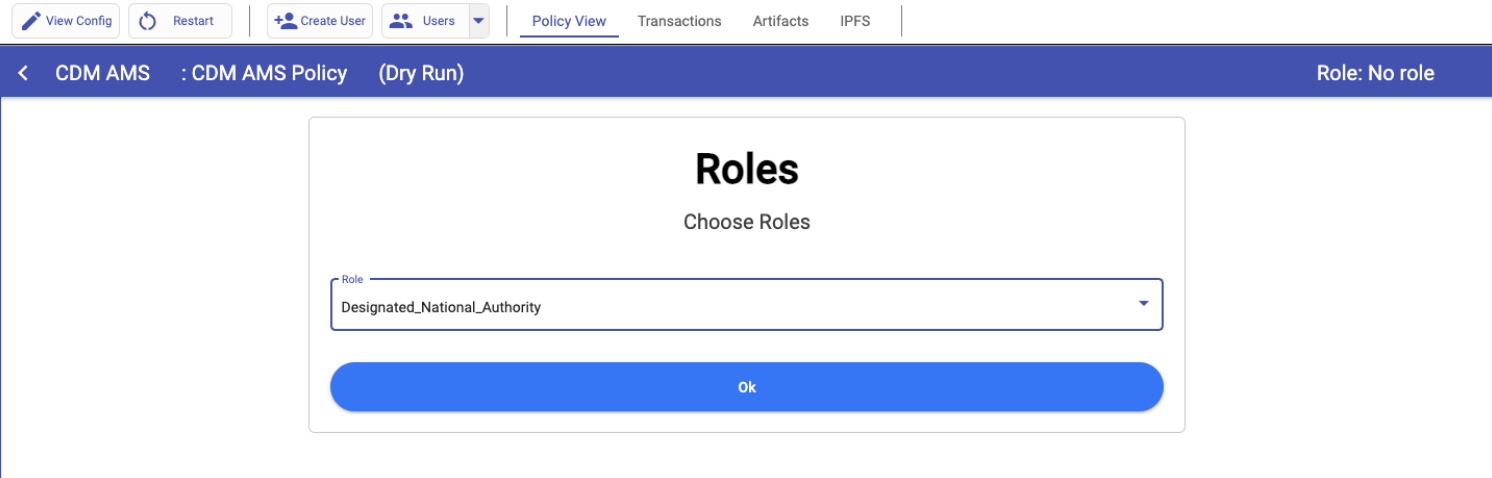 View Config Restart Create User Users Policy View Transactions Artifacts IPFS
CDM AMS : CDM AMS Policy (Dry Run) Role: No role
Roles
Choose Roles
Role
Designated_National_Authority
Ok